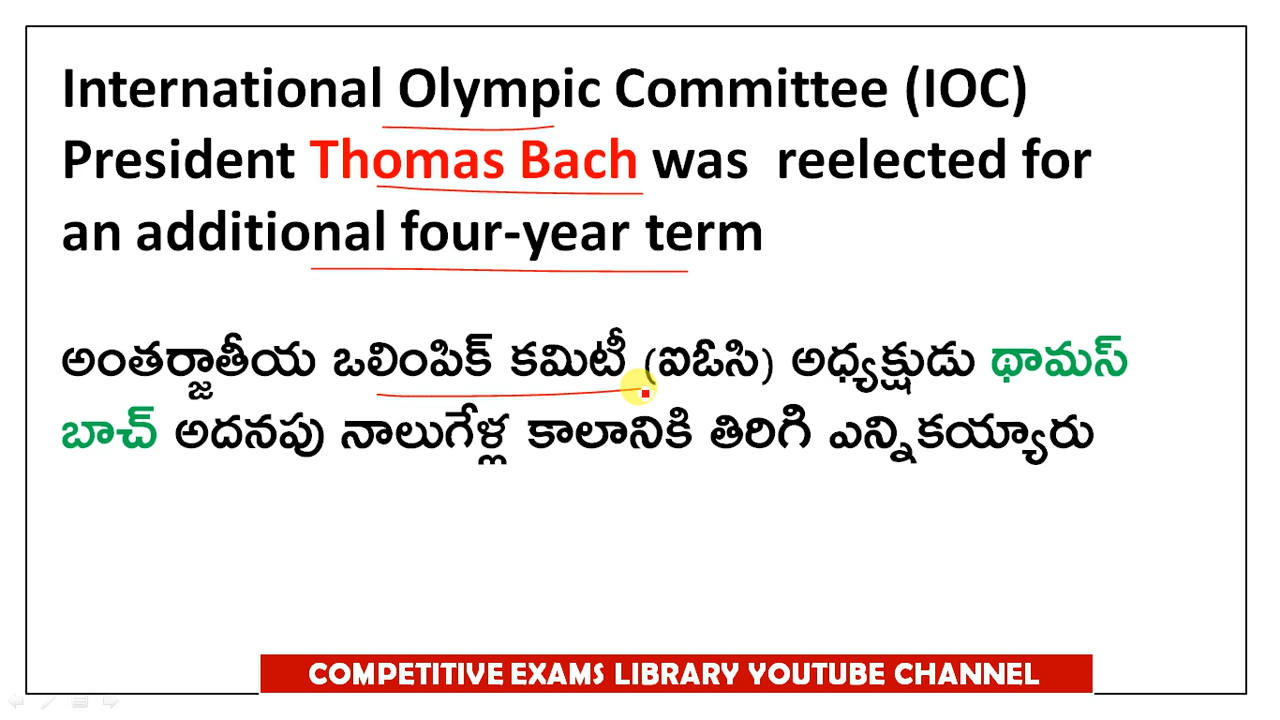 International Olympic Committee (IOC)
President Thomas Bach was reelected for
an additional four-year term
అంతర్జాతీయ ఒలింపిక్ కమిటీ (ఐఓసి) అధ్యక్షుడు థామస్
బాచ్ అదనపు నాలుగేళ్ల కాలానికి తిరిగి ఎన్నికయ్యారు
COMPETITIVE EXAMS LIBRARY YOUTUBE CHANNEL